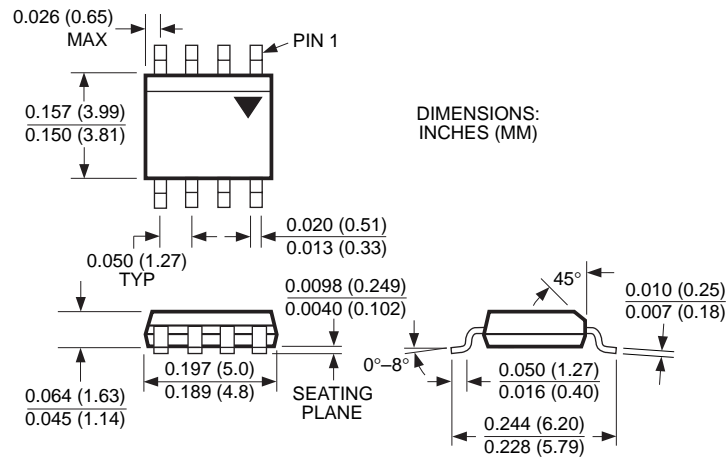 0.026 (0.65)
MAX
PIN 1
0.157 (3.99)
0.150 (3.81)
DIMENSIONS:
INCHES (MM)
0.050 (1.27)
TYP
0.020 (0.51)
0.013 (0.33)
0.0098 (0.249)
0.0040 (0.102)
45°
0.010 (0.25)
0.007 (0.18)
0.064 (1.63)
0.045 (1.14)
0.197 (5.0)
0.189 (4.8)
SEATING
PLANE
0°–8°
0.050 (1.27)
0.016 (0.40)
0.244 (6.20)
0.228 (5.79)